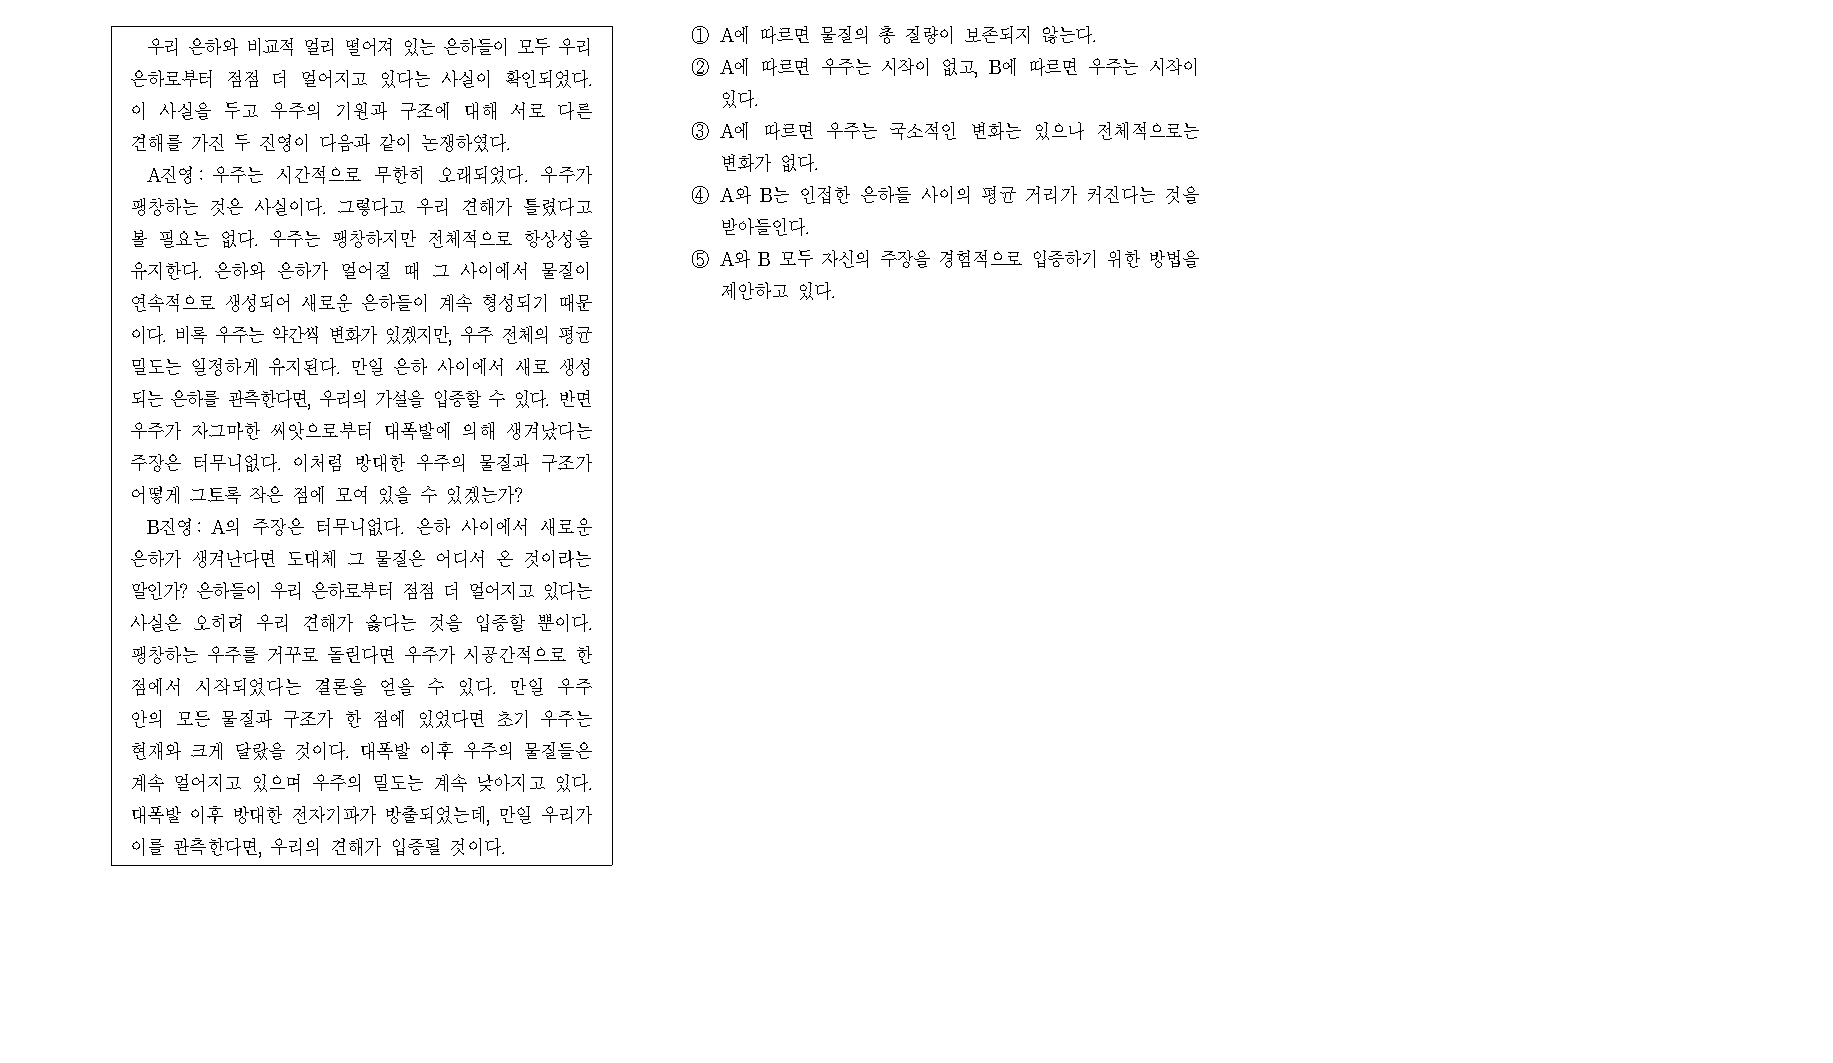 우리 은하와 비교적 멀리 떨어져 있는 은하들이 모두 우리
은하로부터 점점 더 멀어지고 있다는 사실이 확인되었다.
이 사실을 두고 우주의 기원과 구조에 대해 서로 다른
견해를 가진 두 진영이 다음과 같이 논쟁하였다.
A진영: 우주는 시간적으로 무한히 오래되었다. 우주가
팽창하는 것은 사실이다. 그렇다고 우리 견해가 틀렸다고
볼 필요는 없다. 우주는 팽창하지만 전체적으로 항상성을
유지한다. 은하와 은하가 멀어질 때 그 사이에서 물질이
연속적으로 생성되어 새로운 은하들이 계속 형성되기 때문
이다. 비록 우주는 약간씩 변화가 있겠지만, 우주 전체의 평균
밀도는 일정하게 유지된다. 만일 은하 사이에서 새로 생성
되는 은하를 관측한다면, 우리의 가설을 입증할 수 있다. 반면
우주가 자그마한 씨앗으로부터 대폭발에 의해 생겨났다는
주장은 터무니없다. 이처럼 방대한 우주의 물질과 구조가
어떻게 그토록 작은 점에 모여 있을 수 있겠는가?
B진영: A의 주장은 터무니없다. 은하 사이에서 새로운
은하가 생겨난다면 도대체 그 물질은 어디서 온 것이라는
말인가? 은하들이 우리 은하로부터 점점 더 멀어지고 있다는
사실은 오히려 우리 견해가 옳다는 것을 입증할 뿐이다.
팽창하는 우주를 거꾸로 돌린다면 우주가 시공간적으로 한
점에서 시작되었다는 결론을 얻을 수 있다. 만일 우주
안의 모든 물질과 구조가 한 점에 있었다면 초기 우주는
현재와 크게 달랐을 것이다. 대폭발 이후 우주의 물질들은
계속 멀어지고 있으며 우주의 밀도는 계속 낮아지고 있다.
대폭발 이후 방대한 전자기파가 방출되었는데, 만일 우리가
이를 관측한다면, 우리의 견해가 입증될 것이다.
① A에 따르면 물질의 총 질량이 보존되지 않는다.
② A에 따르면 우주는 시작이 없고, B에 따르면 우주는 시작이
있다.
③ A에 따르면 우주는 국소적인 변화는 있으나 전체적으로는
변화가 없다.
④ A와 B는 인접한 은하들 사이의 평균 거리가 커진다는 것을
받아들인다.
⑤ A와 B 모두 자신의 주장을 경험적으로 입증하기 위한 방법을
제안하고 있다.